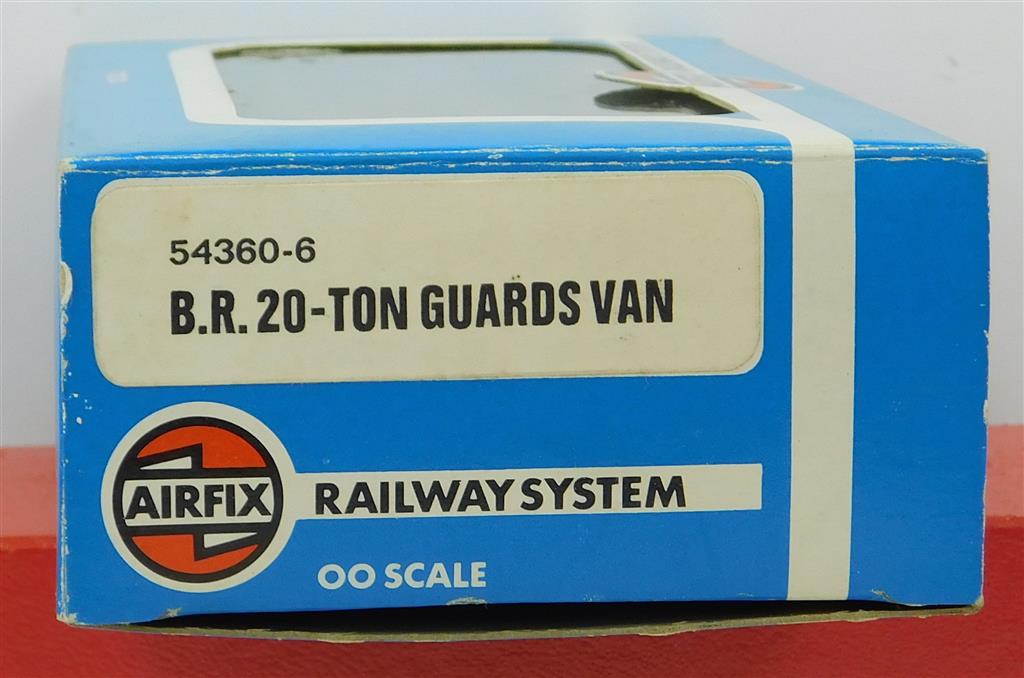 54360-6
B.R. 20-TON GUARDS VAN
AIRFIX
RAILWAY SYSTEM
OO SCALE